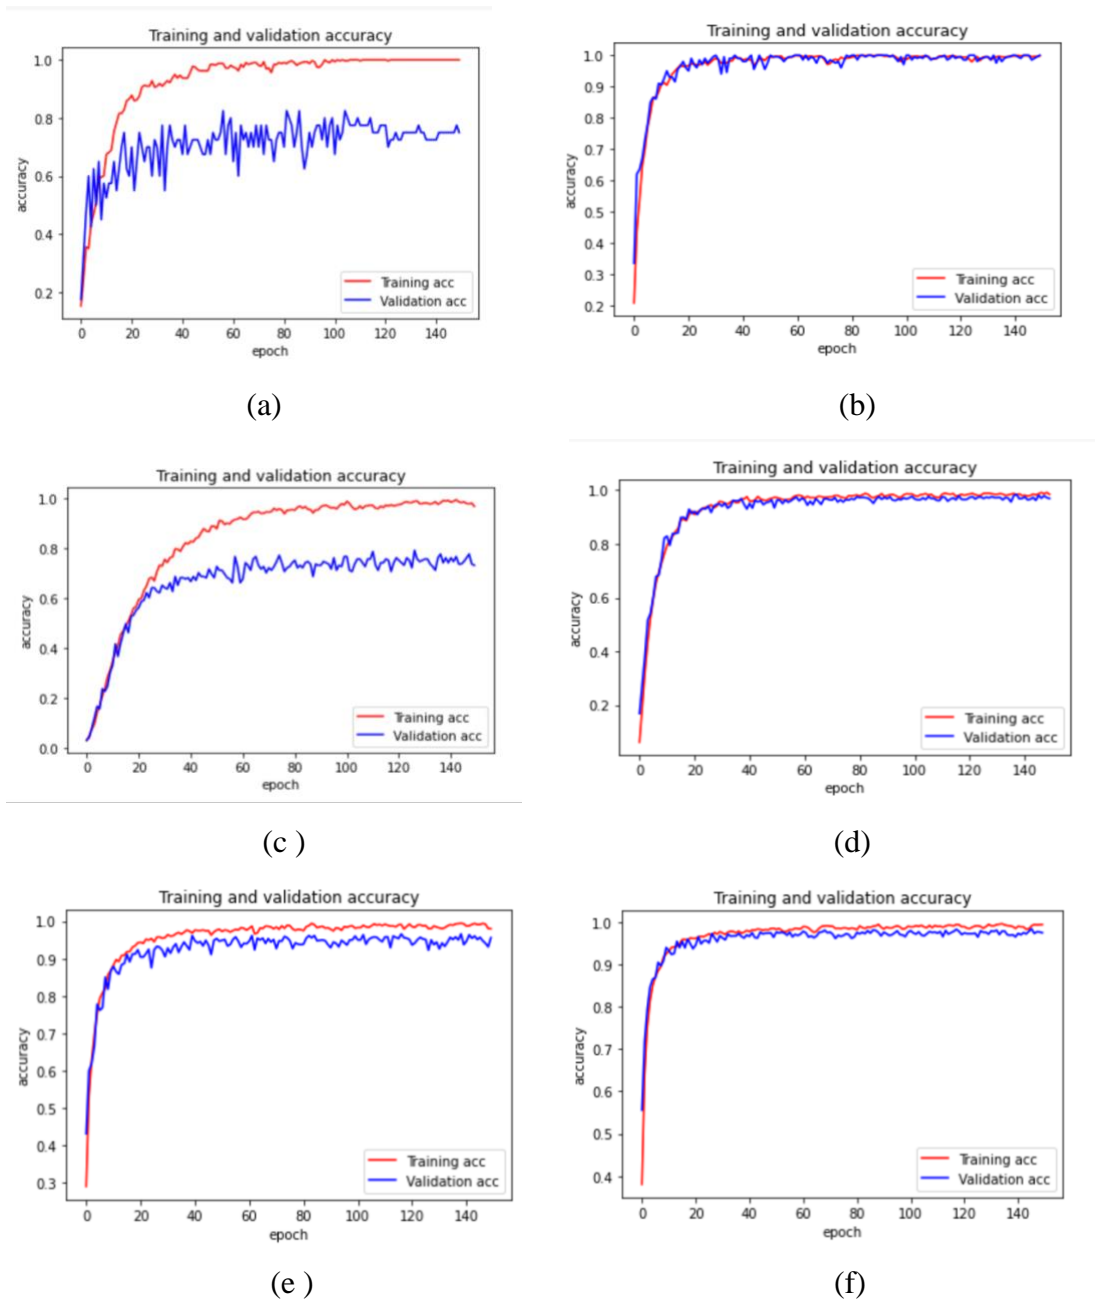 Training and validation accuracy
1.0
0.8
0.6
0.4
0.2
accuracy
0 20 40 60 80 100 120 140
epoch
Training acc
Validation acc
(a)
Training and validation accuracy
1.0
0.9
0.8
0.7
0.6
0.5
0.4
0.3
0.2
accuracy
0 20 40 60 80 100 120 140
epoch
Training acc
Validation acc
(b)
Training and validation accuracy
1.0
0.8
0.6
0.4
0.2
0.0
accuracy
0 20 40 60 80 100 120 140
epoch
Training acc
Validation acc
(c )
Training and validation accuracy
1.0
0.8
0.6
0.4
0.2
accuracy
0 20 40 60 80 100 120 140
epoch
Training acc
Validation acc
(d)
Training and validation accuracy
1.0
0.9
0.8
0.7
0.6
0.5
0.4
0.3
accuracy
0 20 40 60 80 100 120 140
epoch
Training acc
Validation acc
(e )
Training and validation accuracy
1.0
0.9
0.8
0.7
0.6
0.5
0.4
accuracy
0 20 40 60 80 100 120 140
epoch
Training acc
Validation acc
(f)